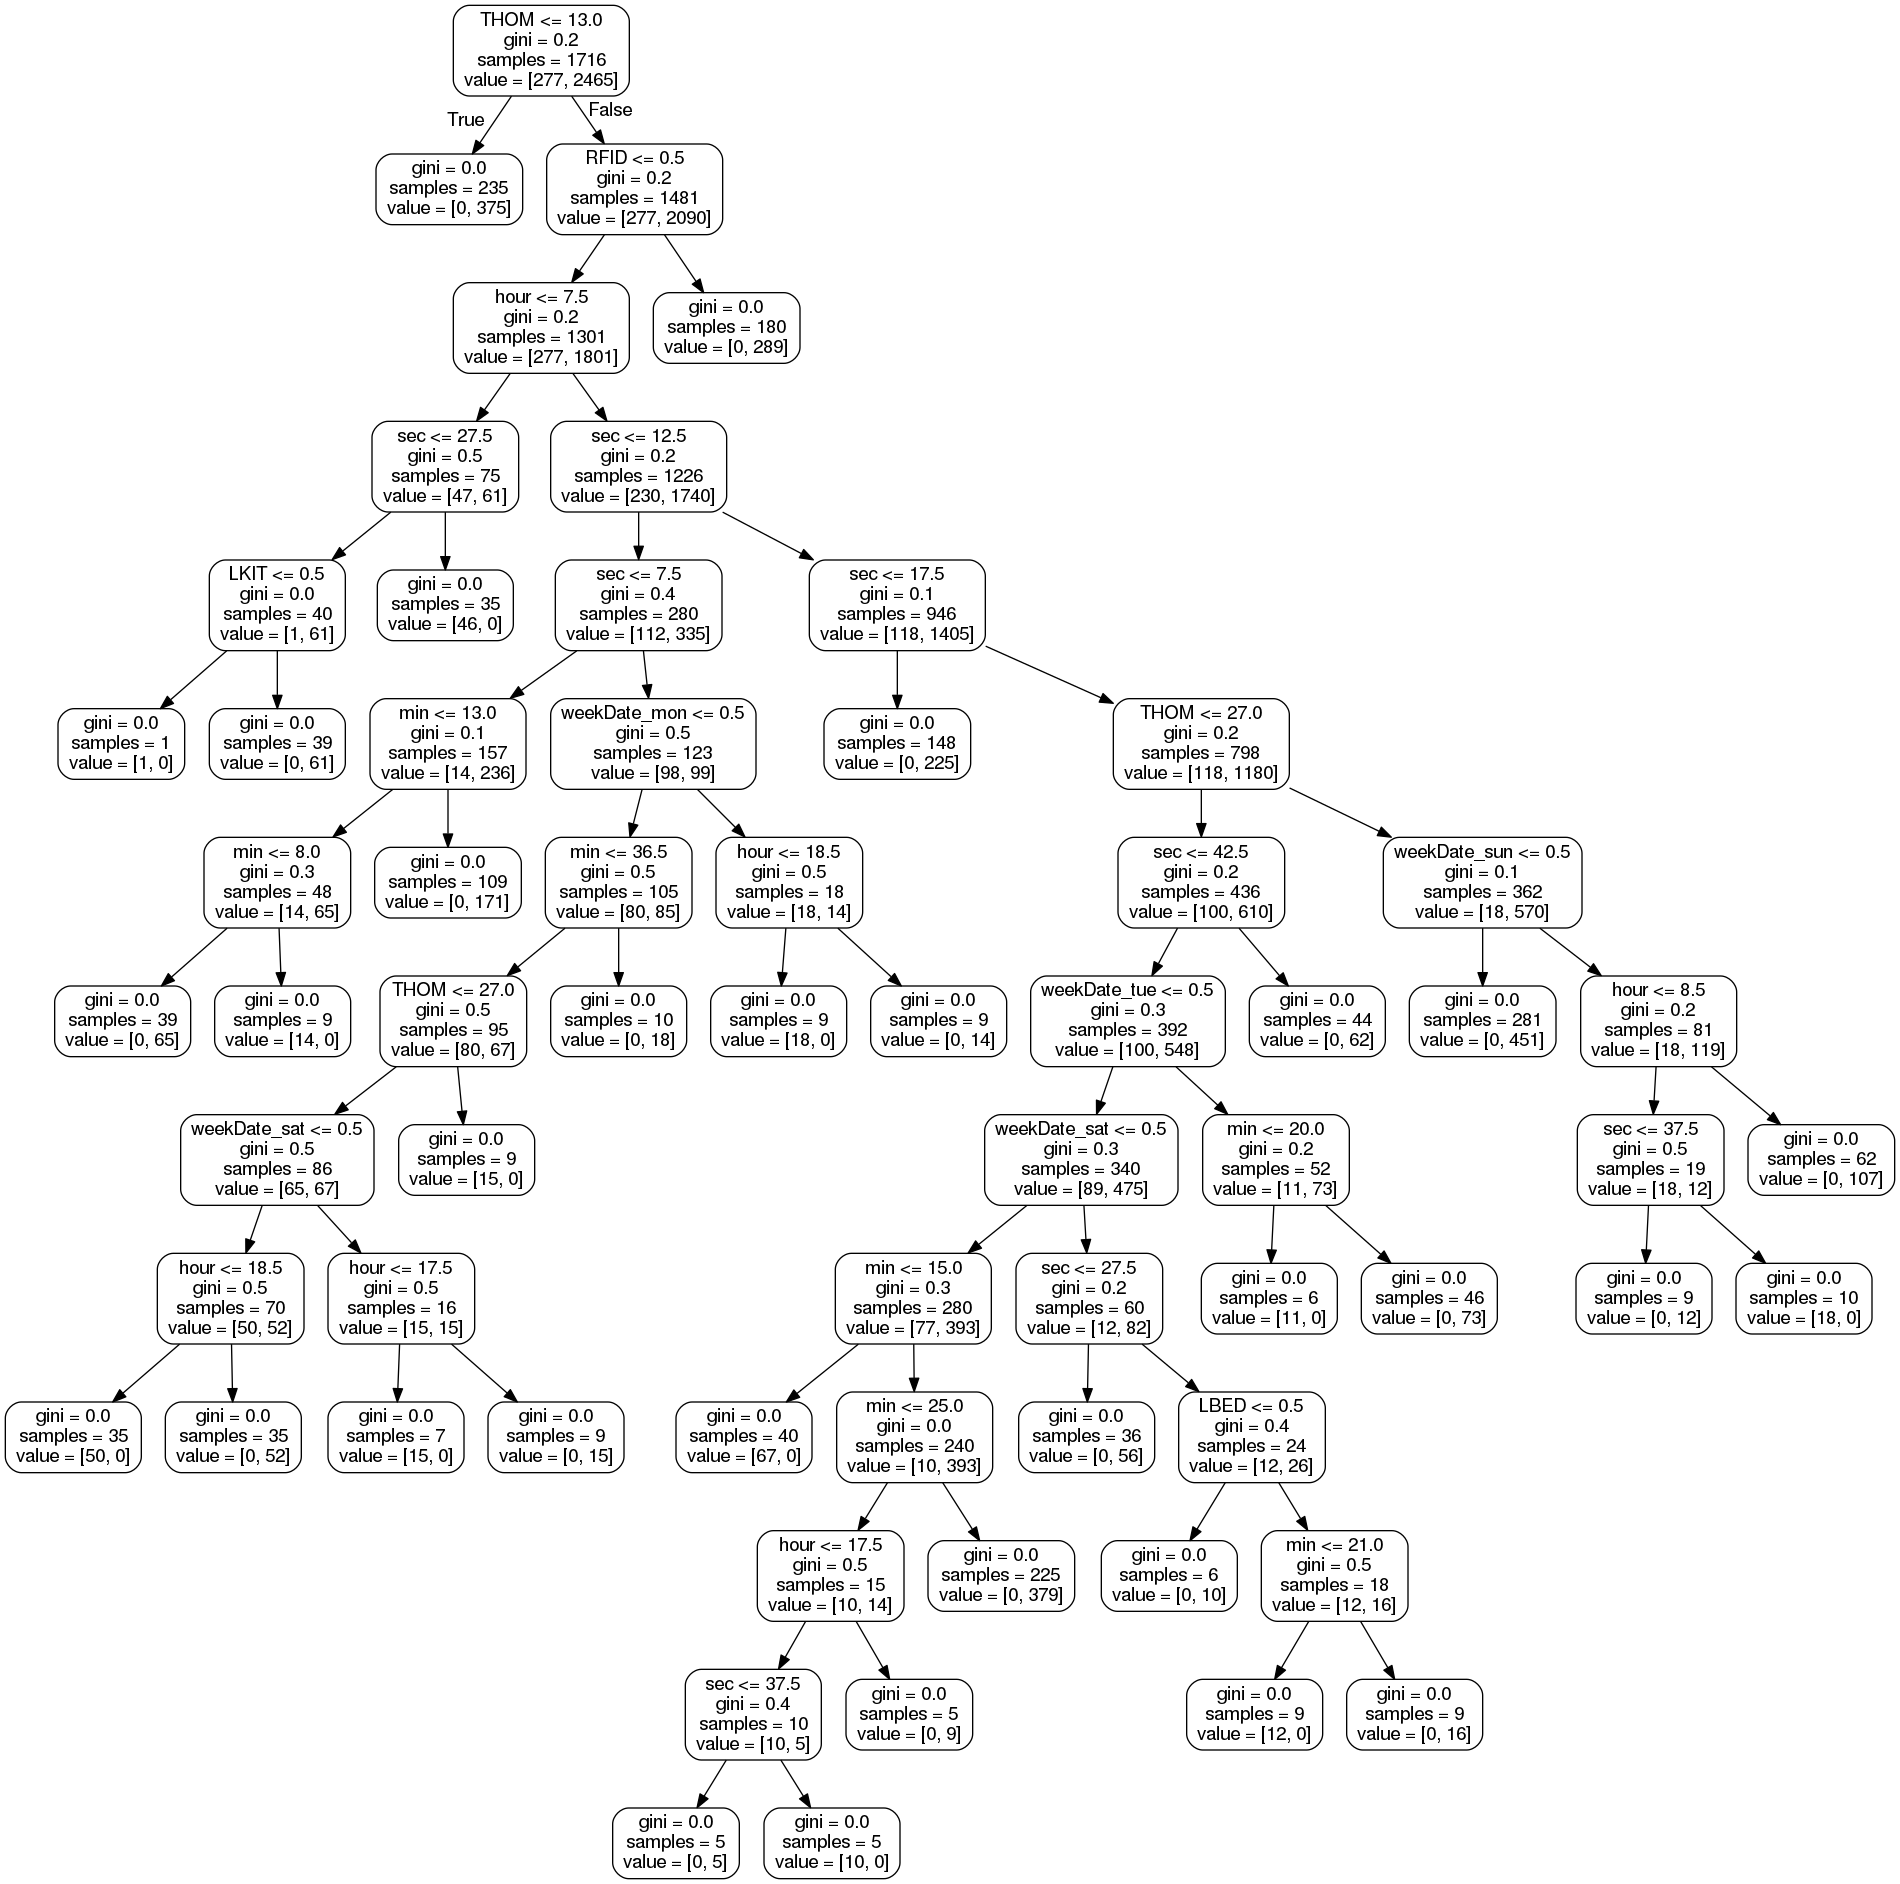 THOM <= 13.0
gini = 0.2
samples = 1716
value = [277, 2465]
True
False
gini = 0.0
samples = 235
value = [0, 375]
RFID <= 0.5
gini = 0.2
samples = 1481
value = [277, 2090]
hour <= 7.5
gini = 0.2
samples = 1301
value = [277, 1801]
gini = 0.0
samples = 180
value = [0, 289]
sec <= 27.5
gini = 0.5
samples = 75
value = [47, 61]
sec <= 12.5
gini = 0.2
samples = 1226
value = [230, 1740]
LKIT <= 0.5
gini = 0.0
samples = 40
value = [1, 61]
gini = 0.0
samples = 35
value = [46, 0]
sec <= 7.5
gini = 0.4
samples = 280
value = [112, 335]
sec <= 17.5
gini = 0.1
samples = 946
value = [118, 1405]
gini = 0.0
samples = 1
value = [1, 0]
gini = 0.0
samples = 39
value = [0, 61]
min <= 13.0
gini = 0.1
samples = 157
value = [14, 236]
weekDate_mon <= 0.5
gini = 0.5
samples = 123
value = [98, 99]
gini = 0.0
samples = 148
value = [0, 225]
THOM <= 27.0
gini = 0.2
samples = 798
value = [118, 1180]
min <= 8.0
gini = 0.3
samples = 48
value = [14, 65]
gini = 0.0
samples = 109
value = [0, 171]
min <= 36.5
gini = 0.5
samples = 105
value = [80, 85]
hour <= 18.5
gini = 0.5
samples = 18
value = [18, 14]
sec <= 42.5
gini = 0.2
samples = 436
value = [100, 610]
weekDate_sun <= 0.5
gini = 0.1
samples = 362
value = [18, 570]
gini = 0.0
samples = 39
value = [0, 65]
gini = 0.0
samples = 9
value = [14, 0]
THOM <= 27.0
gini = 0.5
samples = 95
value = [80, 67]
gini = 0.0
samples = 10
value = [0, 18]
gini = 0.0
samples = 9
value = [18, 0]
gini = 0.0
samples = 9
value = [0, 14]
weekDate_tue <= 0.5
gini = 0.3
samples = 392
value = [100, 548]
gini = 0.0
samples = 44
value = [0, 62]
gini = 0.0
samples = 281
value = [0, 451]
hour <= 8.5
gini = 0.2
samples = 81
value = [18, 119]
weekDate_sat <= 0.5
gini = 0.5
samples = 86
value = [65, 67]
gini = 0.0
samples = 9
value = [15, 0]
weekDate_sat <= 0.5
gini = 0.3
samples = 340
value = [89, 475]
min <= 20.0
gini = 0.2
samples = 52
value = [11, 73]
sec <= 37.5
gini = 0.5
samples = 19
value = [18, 12]
gini = 0.0
samples = 62
value = [0, 107]
hour <= 18.5
gini = 0.5
samples = 70
value = [50, 52]
hour <= 17.5
gini = 0.5
samples = 16
value = [15, 15]
min <= 15.0
gini = 0.3
samples = 280
value = [77, 393]
sec <= 27.5
gini = 0.2
samples = 60
value = [12, 82]
gini = 0.0
samples = 6
value = [11, 0]
gini = 0.0
samples = 46
value = [0, 73]
gini = 0.0
samples = 9
value = [0, 12]
gini = 0.0
samples = 10
value = [18, 0]
gini = 0.0
samples = 35
value = [50, 0]
gini = 0.0
samples = 35
value = [0, 52]
gini = 0.0
samples = 7
value = [15, 0]
gini = 0.0
samples = 9
value = [0, 15]
gini = 0.0
samples = 40
value = [67, 0]
min <= 25.0
gini = 0.0
samples = 240
value = [10, 393]
gini = 0.0
samples = 36
value = [0, 56]
LBED <= 0.5
gini = 0.4
samples = 24
value = [12, 26]
hour <= 17.5
gini = 0.5
samples = 15
value = [10, 14]
gini = 0.0
samples = 225
value = [0, 379]
gini = 0.0
samples = 6
value = [0, 10]
min <= 21.0
gini = 0.5
samples = 18
value = [12, 16]
sec <= 37.5
gini = 0.4
samples = 10
value = [10, 5]
gini = 0.0
samples = 5
value = [0, 9]
gini = 0.0
samples = 9
value = [12, 0]
gini = 0.0
samples = 9
value = [0, 16]
gini = 0.0
samples = 5
value = [0, 5]
gini = 0.0
samples = 5
value = [10, 0]